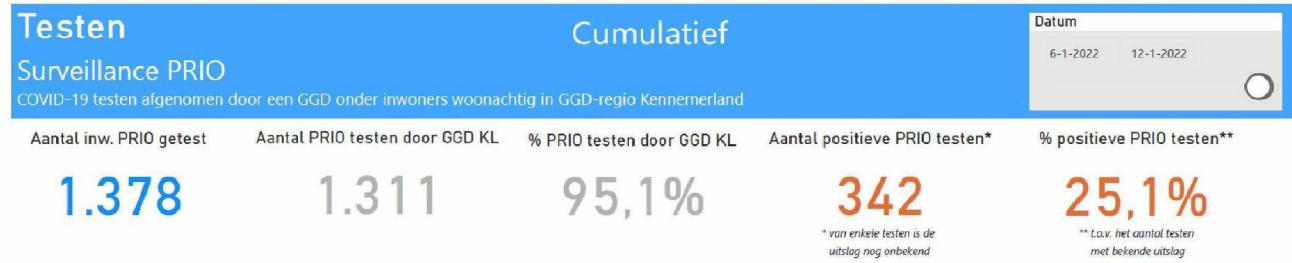 Testen
Cumulatief
Datum
6-1-2022 12-1-2022
Surveillance PRIO
COVID-19 testen afgenomen door een GGD onder inwoners woonachtig in GGD-regio Kennemerland
Aantal inw. PRIO getest
1.378
Aantal PRIO testen door GGD KL
1.311
% PRIO testen door GGD KL
95,1%
Aantal positieve PRIO testen*
342
* van enkele testen is de
uitslag nog onbekend
% positieve PRIO testen**
25,1%
** t.o.v. het aantal testen
met bekende uitslag